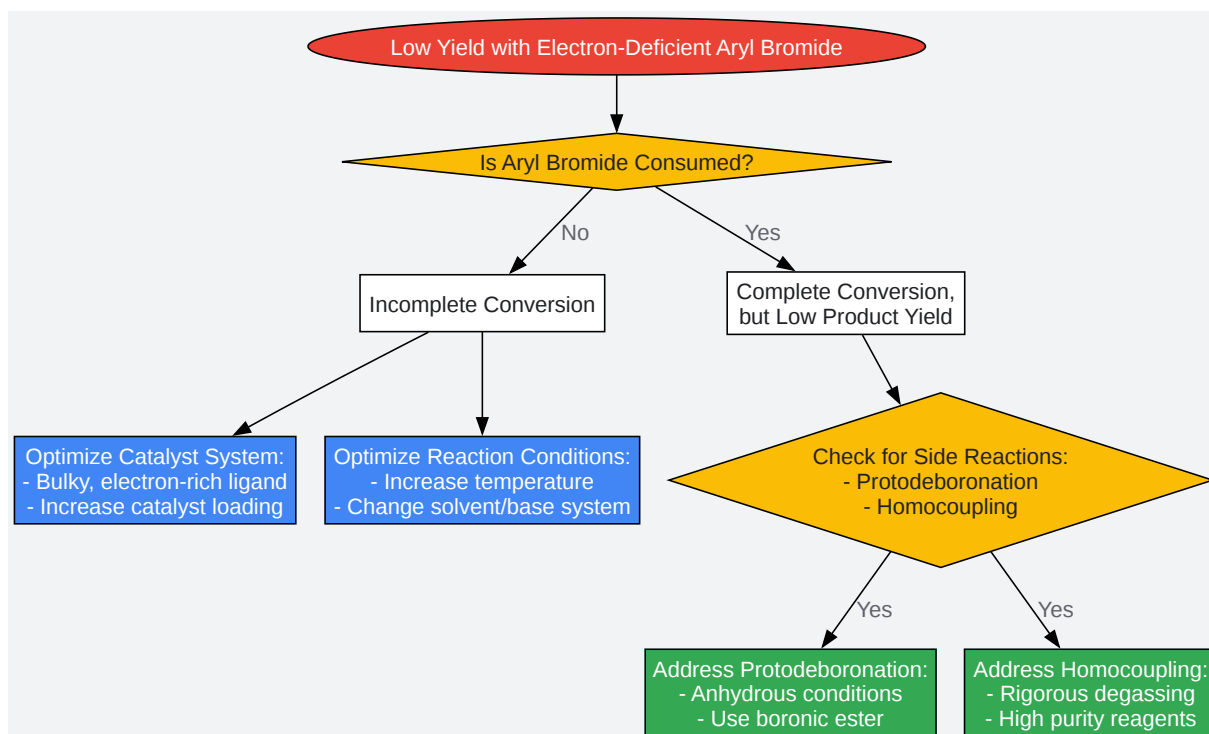 Low Yield with Electron-Deficient Aryl Bromide
Is Aryl Bromide Consumed?
No
Yes
Incomplete Conversion
Complete Conversion,
but Low Product Yield
Optimize Catalyst System:
- Bulky, electron-rich ligand
- Increase catalyst loading
Optimize Reaction Conditions:
- Increase temperature
- Change solvent/base system
Check for Side Reactions:
- Protodeboronation
- Homocoupling
Yes
Yes
Address Protodeboronation:
- Anhydrous conditions
- Use boronic ester
Address Homocoupling:
- Rigorous degassing
- High purity reagents